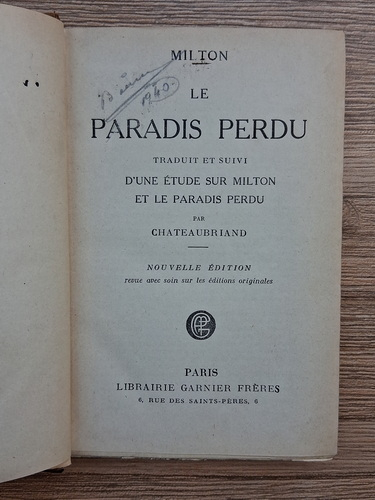 MILTON
1940.
LE
PARADIS PERDU
TRADUIT ET SUIVI
D'UNE ÉTUDE SUR MILTON
ET LE PARADIS PERDU
PAR
CHATEAUBRIAND
NOUVELLE ÉDITION
revue avec soin sur les éditions originales
PARIS
LIBRAIRIE GARNIER FRÈRES
6, RUE DES SAINTS-PÈRES, 6